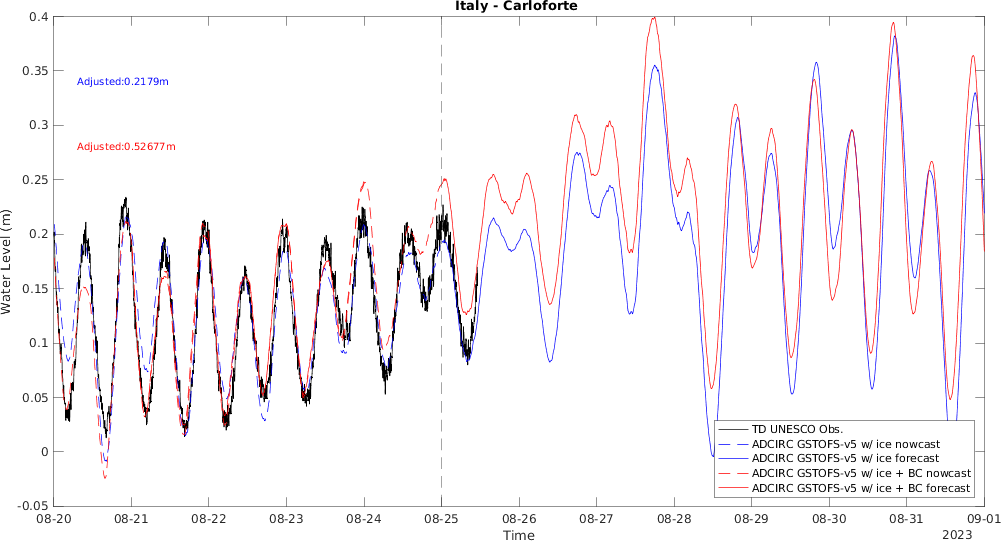 Italy - Carloforte
0.4
0.35
0.3
0.25
0.2
0.15
0.1
0.05
0
-0.05
Water Level (m)
Adjusted:0.2179m
Adjusted:0.52677m
TD UNESCO Obs.
ADCIRC GSTOFS-v5 w/ ice nowcast
ADCIRC GSTOFS-v5 w/ ice forecast
ADCIRC GSTOFS-v5 w/ ice + BC nowcast
ADCIRC GSTOFS-v5 w/ ice + BC forecast
08-20 08-21 08-22 08-23 08-24 08-25 08-26 08-27 08-28 08-29 08-30 08-31 09-01
Time
2023